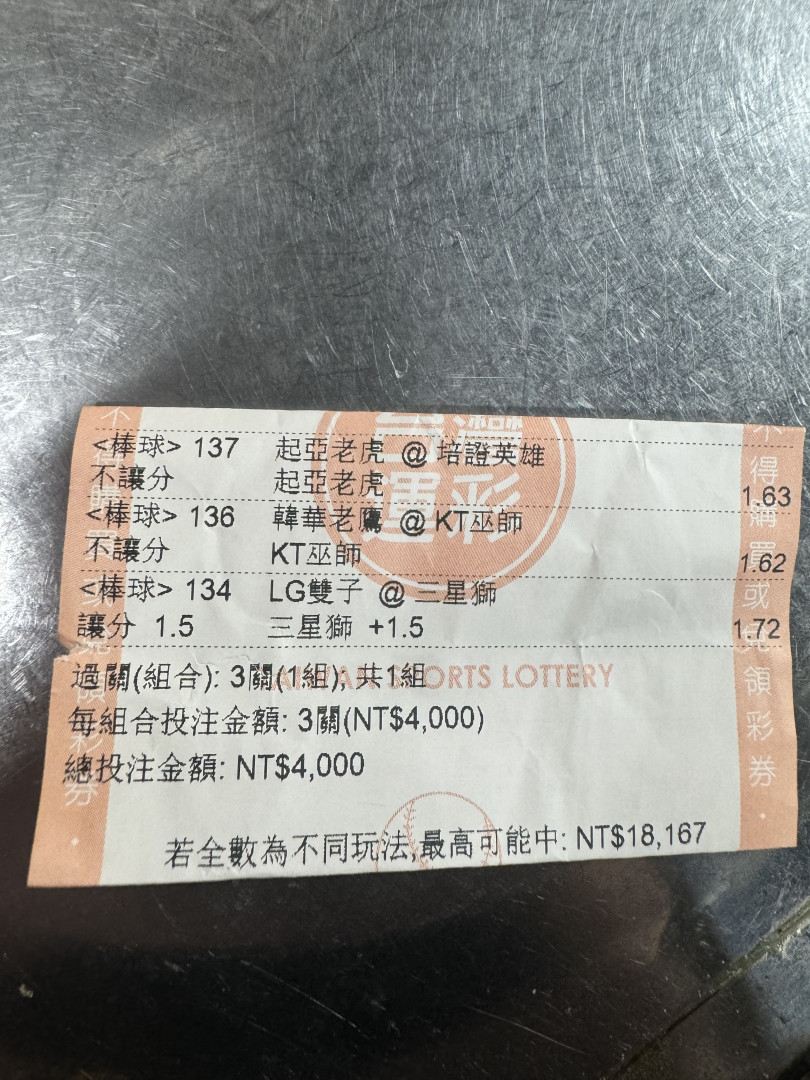 <棒球> 137 起亞老虎 @ 培證英雄
不讓分 起亞老虎 1.63
<棒球> 136 韓華老鷹 @ KT巫師
不讓分 KT巫師 1.62
<棒球> 134 LG雙子 @ 三星獅
讓分 1.5 三星獅 +1.5 1.72
過關(組合): 3關(1組), 共1組
TAIWAN SPORTS LOTTERY
每組合投注金額: 3關(NT$4,000)
總投注金額: NT$4,000
若全數為不同玩法,最高可能中: NT$18,167
台灣
運彩
不得購買或兌領彩券